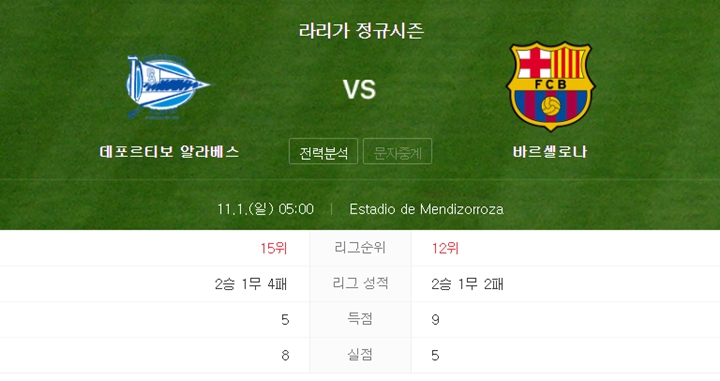 라리가 정규시즌
VS
FCB
데포르티보 알라베스
전력분석
문자중계
바르셀로나
11.1.(일) 05:00 | Estadio de Mendizorroza
15위 리그순위 12위
2승 1무 4패 리그 성적 2승 1무 2패
5 득점 9
8 실점 5